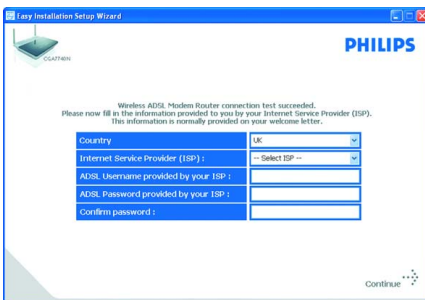 Easy Installation Setup Wizard
PHILIPS
CGA7740N
Wireless ADSL Modem Router connection test succeeded.
Please now fill in the information provided to you by your Internet Service Provider (ISP).
This information is normally provided on your welcome letter.
Country
UK
Internet Service Provider (ISP) :
-- Select ISP --
ADSL Username provided by your ISP :
ADSL Password provided by your ISP :
Confirm password :
Continue